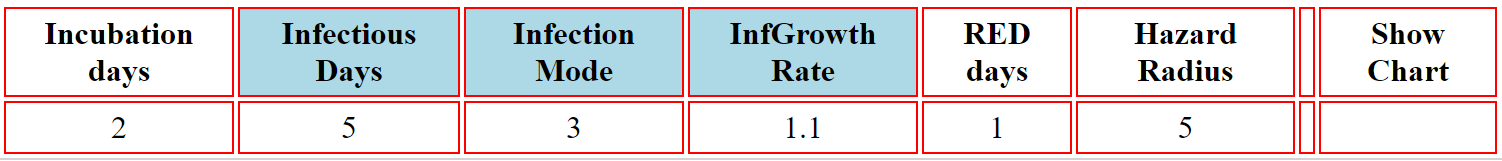 Incubation days Infectious Days Infection Mode InfGrowth Rate RED days Hazard Radius Show Chart
2 5 3 1.1 1 5